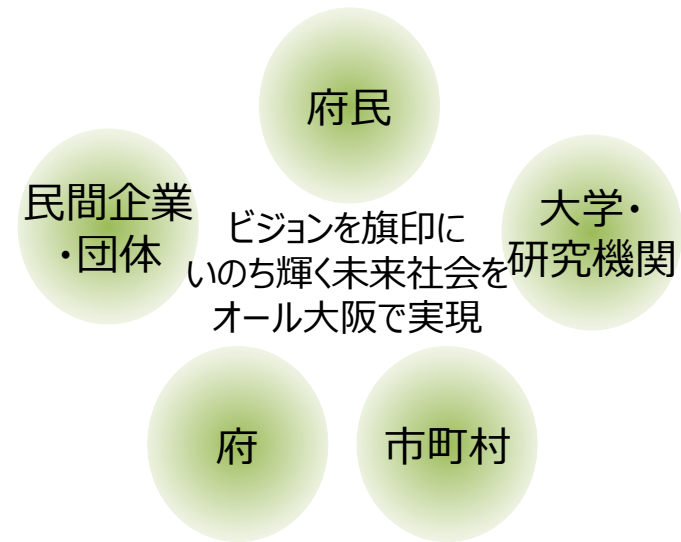 府民
民間企業
・団体
大学・
研究機関
ビジョンを旗印に
いのち輝く未来社会を
オール大阪で実現
府
市町村